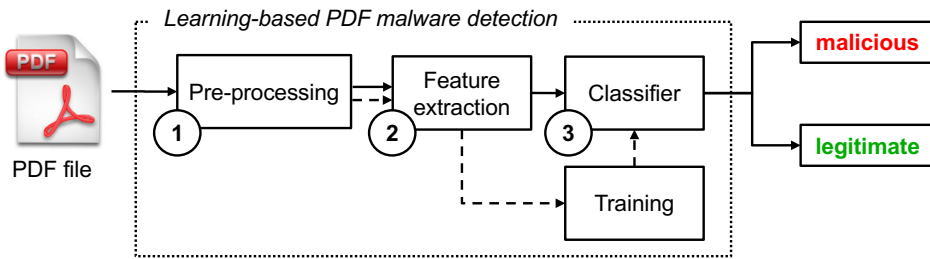 Learning-based PDF malware detection
PDF
PDF file
Pre-processing
1
Feature
extraction
2
Classifier
3
Training
malicious
legitimate